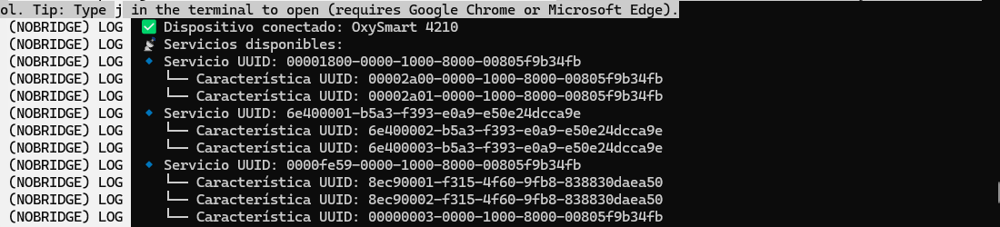 ol. Tip: Type j in the terminal to open (requires Google Chrome or Microsoft Edge).
(NOBRIDGE) LOG ✅ Dispositivo conectado: OxySmart 4210
(NOBRIDGE) LOG 📡 Servicios disponibles:
(NOBRIDGE) LOG 🔹 Servicio UUID: 00001800-0000-1000-8000-00805f9b34fb
(NOBRIDGE) LOG └── Característica UUID: 00002a00-0000-1000-8000-00805f9b34fb
(NOBRIDGE) LOG └── Característica UUID: 00002a01-0000-1000-8000-00805f9b34fb
(NOBRIDGE) LOG 🔹 Servicio UUID: 6e400001-b5a3-f393-e0a9-e50e24dcca9e
(NOBRIDGE) LOG └── Característica UUID: 6e400002-b5a3-f393-e0a9-e50e24dcca9e
(NOBRIDGE) LOG └── Característica UUID: 6e400003-b5a3-f393-e0a9-e50e24dcca9e
(NOBRIDGE) LOG 🔹 Servicio UUID: 0000fe59-0000-1000-8000-00805f9b34fb
(NOBRIDGE) LOG └── Característica UUID: 8ec90001-f315-4f60-9fb8-838830daea50
(NOBRIDGE) LOG └── Característica UUID: 8ec90002-f315-4f60-9fb8-838830daea50
(NOBRIDGE) LOG └── Característica UUID: 00000003-0000-1000-8000-00805f9b34fb